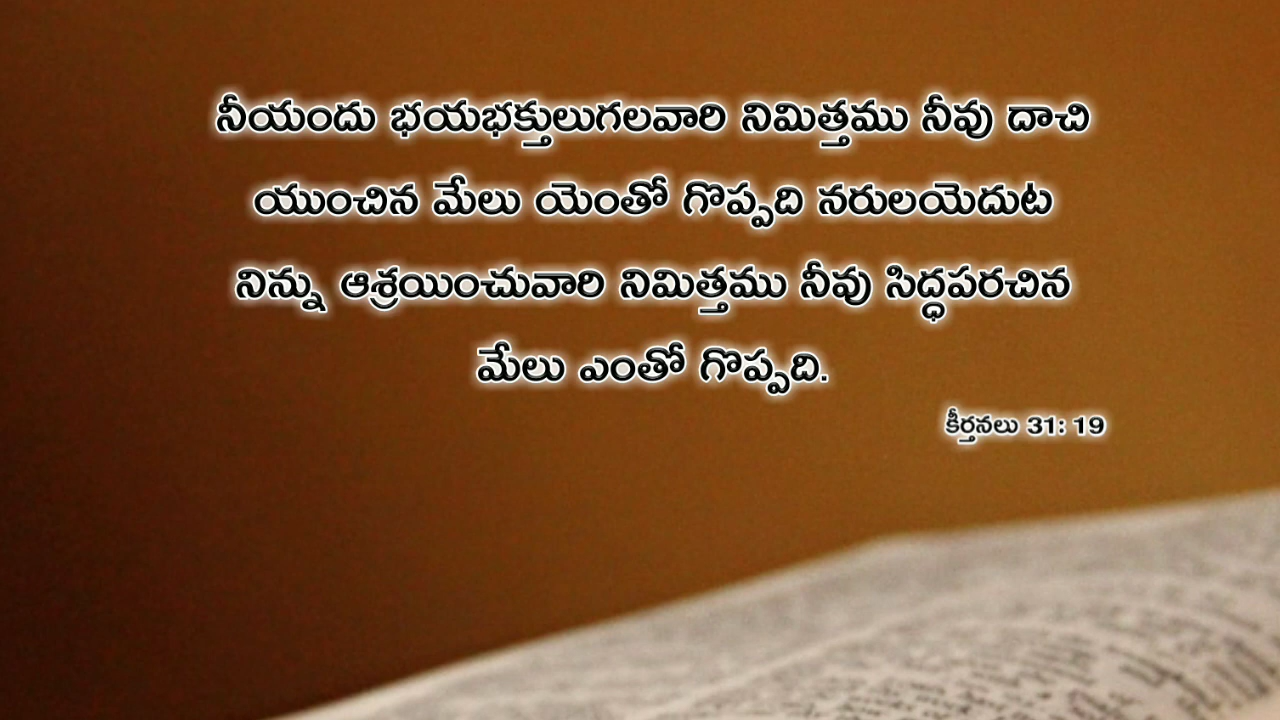 నీయందు భయభక్తులుగలవారి నిమిత్తము నీవు దాచి
యుంచిన మేలు యెంతో గొప్పది నరులయెదుట
నిన్ను ఆశ్రయించువారి నిమిత్తము నీవు సిద్ధపరచిన
మేలు ఎంతో గొప్పది.
కీర్తనలు 31: 19